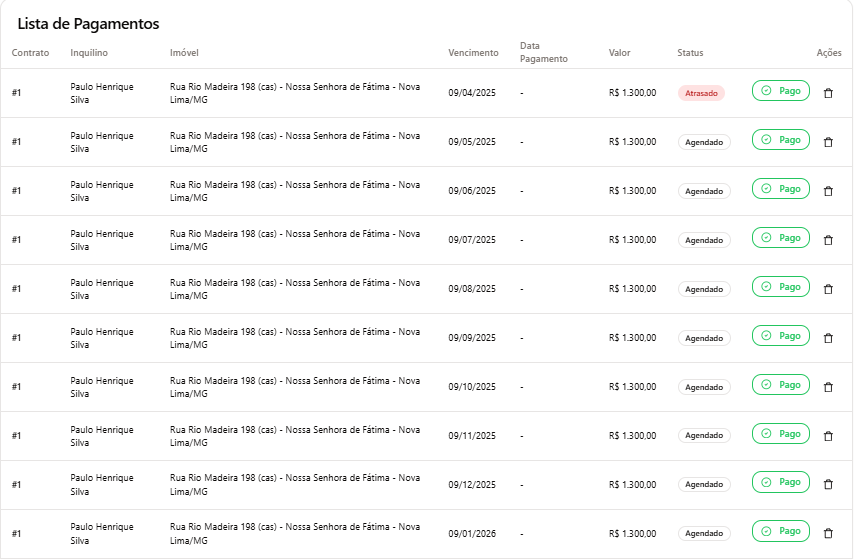 Lista de Pagamentos
Contrato Inquilino Imóvel Vencimento Data Pagamento Valor Status Ações
#1 Paulo Henrique Silva Rua Rio Madeira 198 (cas) - Nossa Senhora de Fátima - Nova Lima/MG 09/04/2025 - R$ 1.300,00 Atrasado Pago
#1 Paulo Henrique Silva Rua Rio Madeira 198 (cas) - Nossa Senhora de Fátima - Nova Lima/MG 09/05/2025 - R$ 1.300,00 Agendado Pago
#1 Paulo Henrique Silva Rua Rio Madeira 198 (cas) - Nossa Senhora de Fátima - Nova Lima/MG 09/06/2025 - R$ 1.300,00 Agendado Pago
#1 Paulo Henrique Silva Rua Rio Madeira 198 (cas) - Nossa Senhora de Fátima - Nova Lima/MG 09/07/2025 - R$ 1.300,00 Agendado Pago
#1 Paulo Henrique Silva Rua Rio Madeira 198 (cas) - Nossa Senhora de Fátima - Nova Lima/MG 09/08/2025 - R$ 1.300,00 Agendado Pago
#1 Paulo Henrique Silva Rua Rio Madeira 198 (cas) - Nossa Senhora de Fátima - Nova Lima/MG 09/09/2025 - R$ 1.300,00 Agendado Pago
#1 Paulo Henrique Silva Rua Rio Madeira 198 (cas) - Nossa Senhora de Fátima - Nova Lima/MG 09/10/2025 - R$ 1.300,00 Agendado Pago
#1 Paulo Henrique Silva Rua Rio Madeira 198 (cas) - Nossa Senhora de Fátima - Nova Lima/MG 09/11/2025 - R$ 1.300,00 Agendado Pago
#1 Paulo Henrique Silva Rua Rio Madeira 198 (cas) - Nossa Senhora de Fátima - Nova Lima/MG 09/12/2025 - R$ 1.300,00 Agendado Pago
#1 Paulo Henrique Silva Rua Rio Madeira 198 (cas) - Nossa Senhora de Fátima - Nova Lima/MG 09/01/2026 - R$ 1.300,00 Agendado Pago